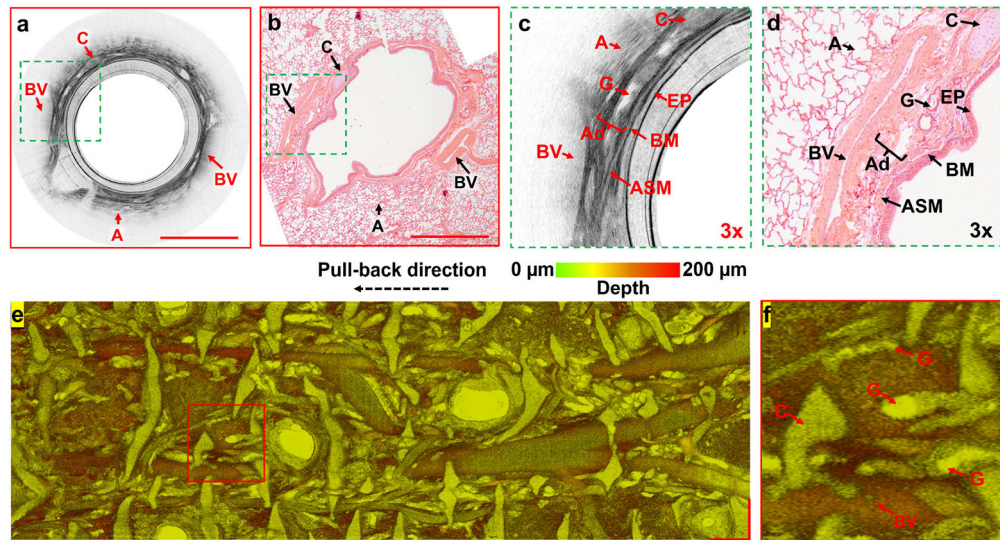 a
C
BV
BV
A
b
C
BV
BV
A
c
C
A
G
EP
Ad
BM
BV
ASM
3x
d
C
A
G
EP
BV
Ad
BM
ASM
3x
Pull-back direction
0 µm 200 µm
Depth
e
f
G
G
C
G
BV